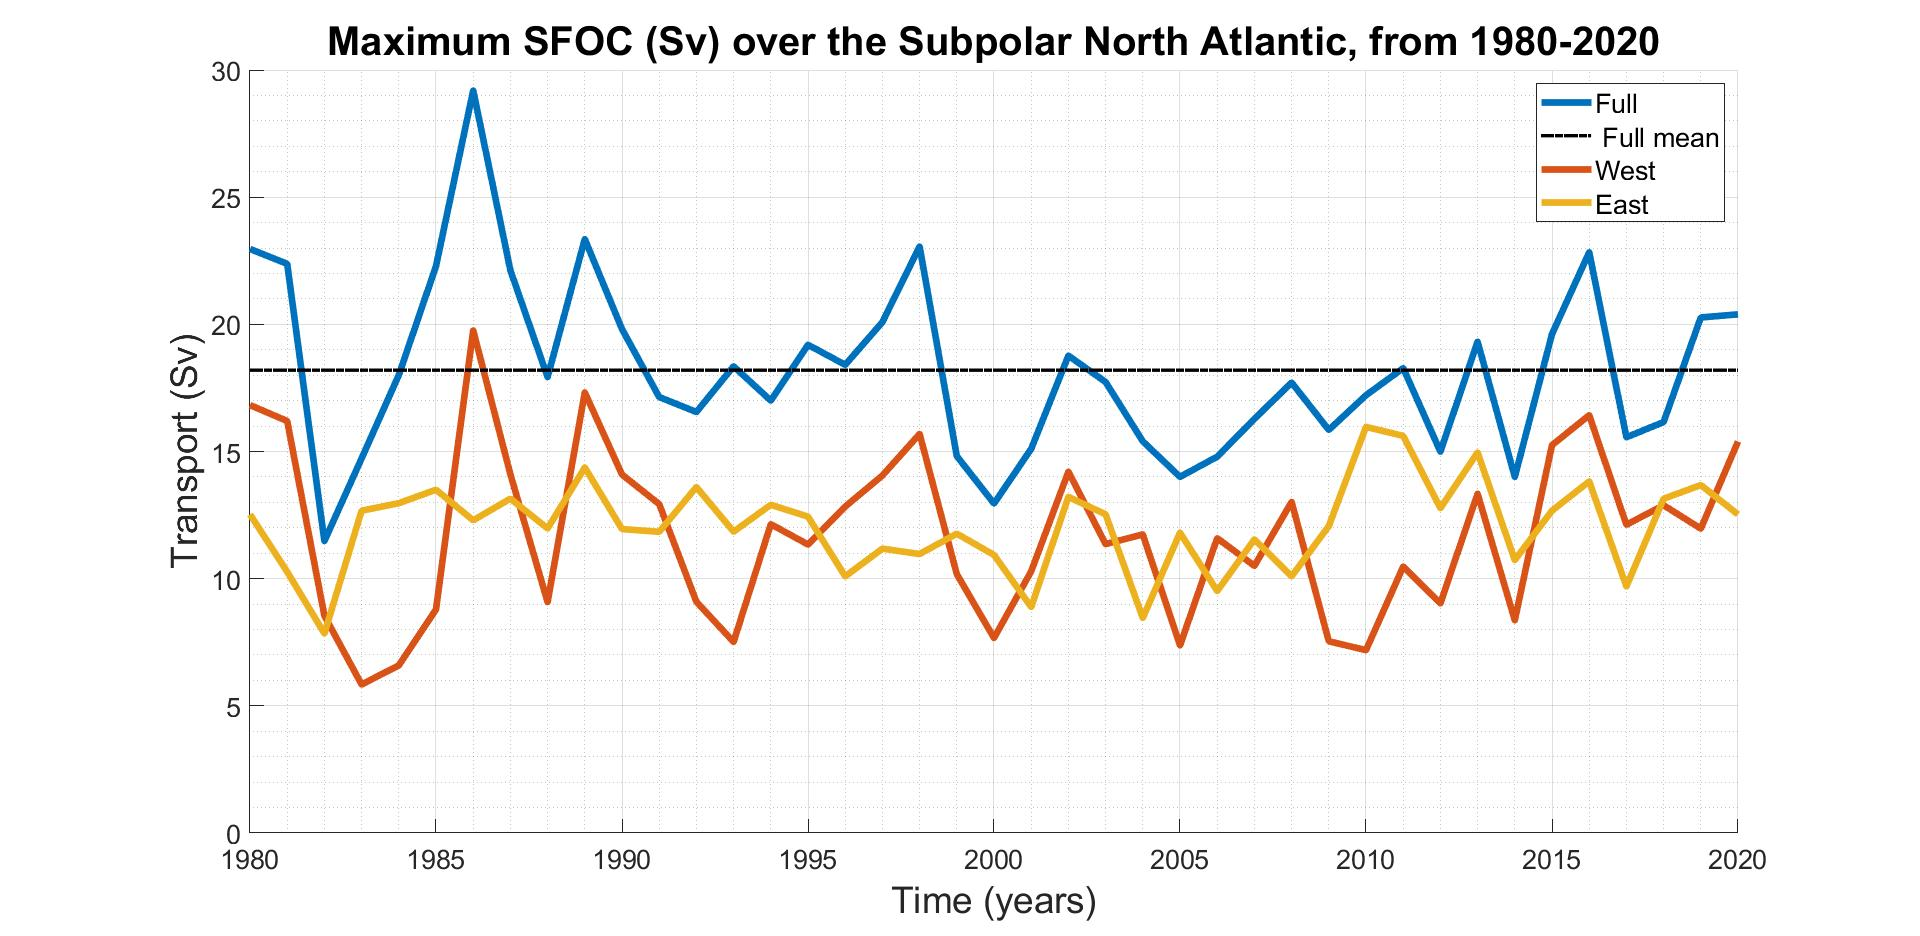 Maximum SFOC (Sv) over the Subpolar North Atlantic, from 1980-2020
30
25
20
15
10
5
0
Transport (Sv)
Full
Full mean
West
East
1980 1985 1990 1995 2000 2005 2010 2015 2020
Time (years)